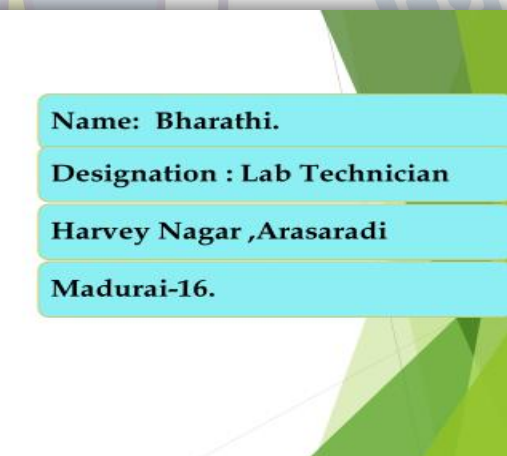 Name:  Bharathi.
Designation : Lab Technician
Harvey Nagar ,Arasaradi
Madurai-16.